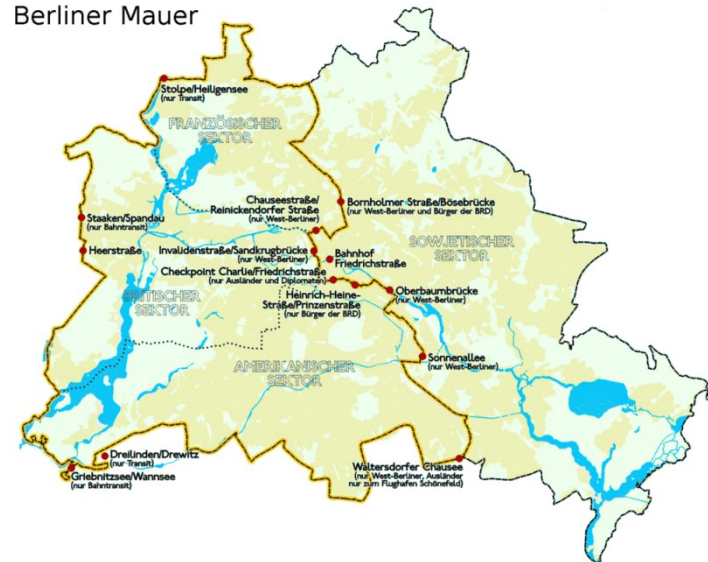 Berliner Mauer
Stolpe/Heiligensee
(nur Transit)
FRANZÖSISCHER
SEKTOR
Chauseestraße/
Reinickendorfer Straße
(nur West-Berliner)
Bornholmer Straße/Bösebrücke
(nur West-Berliner und Bürger der BRD)
Staaken/Spandau
(nur Bahntransit)
Heerstraße
Invalidenstraße/Sandkrugbrücke
(nur West-Berliner)
Bahnhof
Friedrichstraße
SOWJETISCHER
SEKTOR
Checkpoint Charlie/Friedrichstraße
(nur Ausländer und Diplomaten)
BRITISCHER
SEKTOR
Heinrich-Heine-
Straße/Prinzenstraße
(nur Bürger der BRD)
Oberbaumbrücke
(nur West-Berliner)
Sonnenallee
(nur West-Berliner)
AMERIKANISCHER
SEKTOR
Dreilinden/Drewitz
(nur Transit)
Griebnitzsee/Wannsee
(nur Bahntransit)
Waltersdorfer Chausee
(nur West-Berliner, Ausländer
nur zum Flughafen Schönefeld)